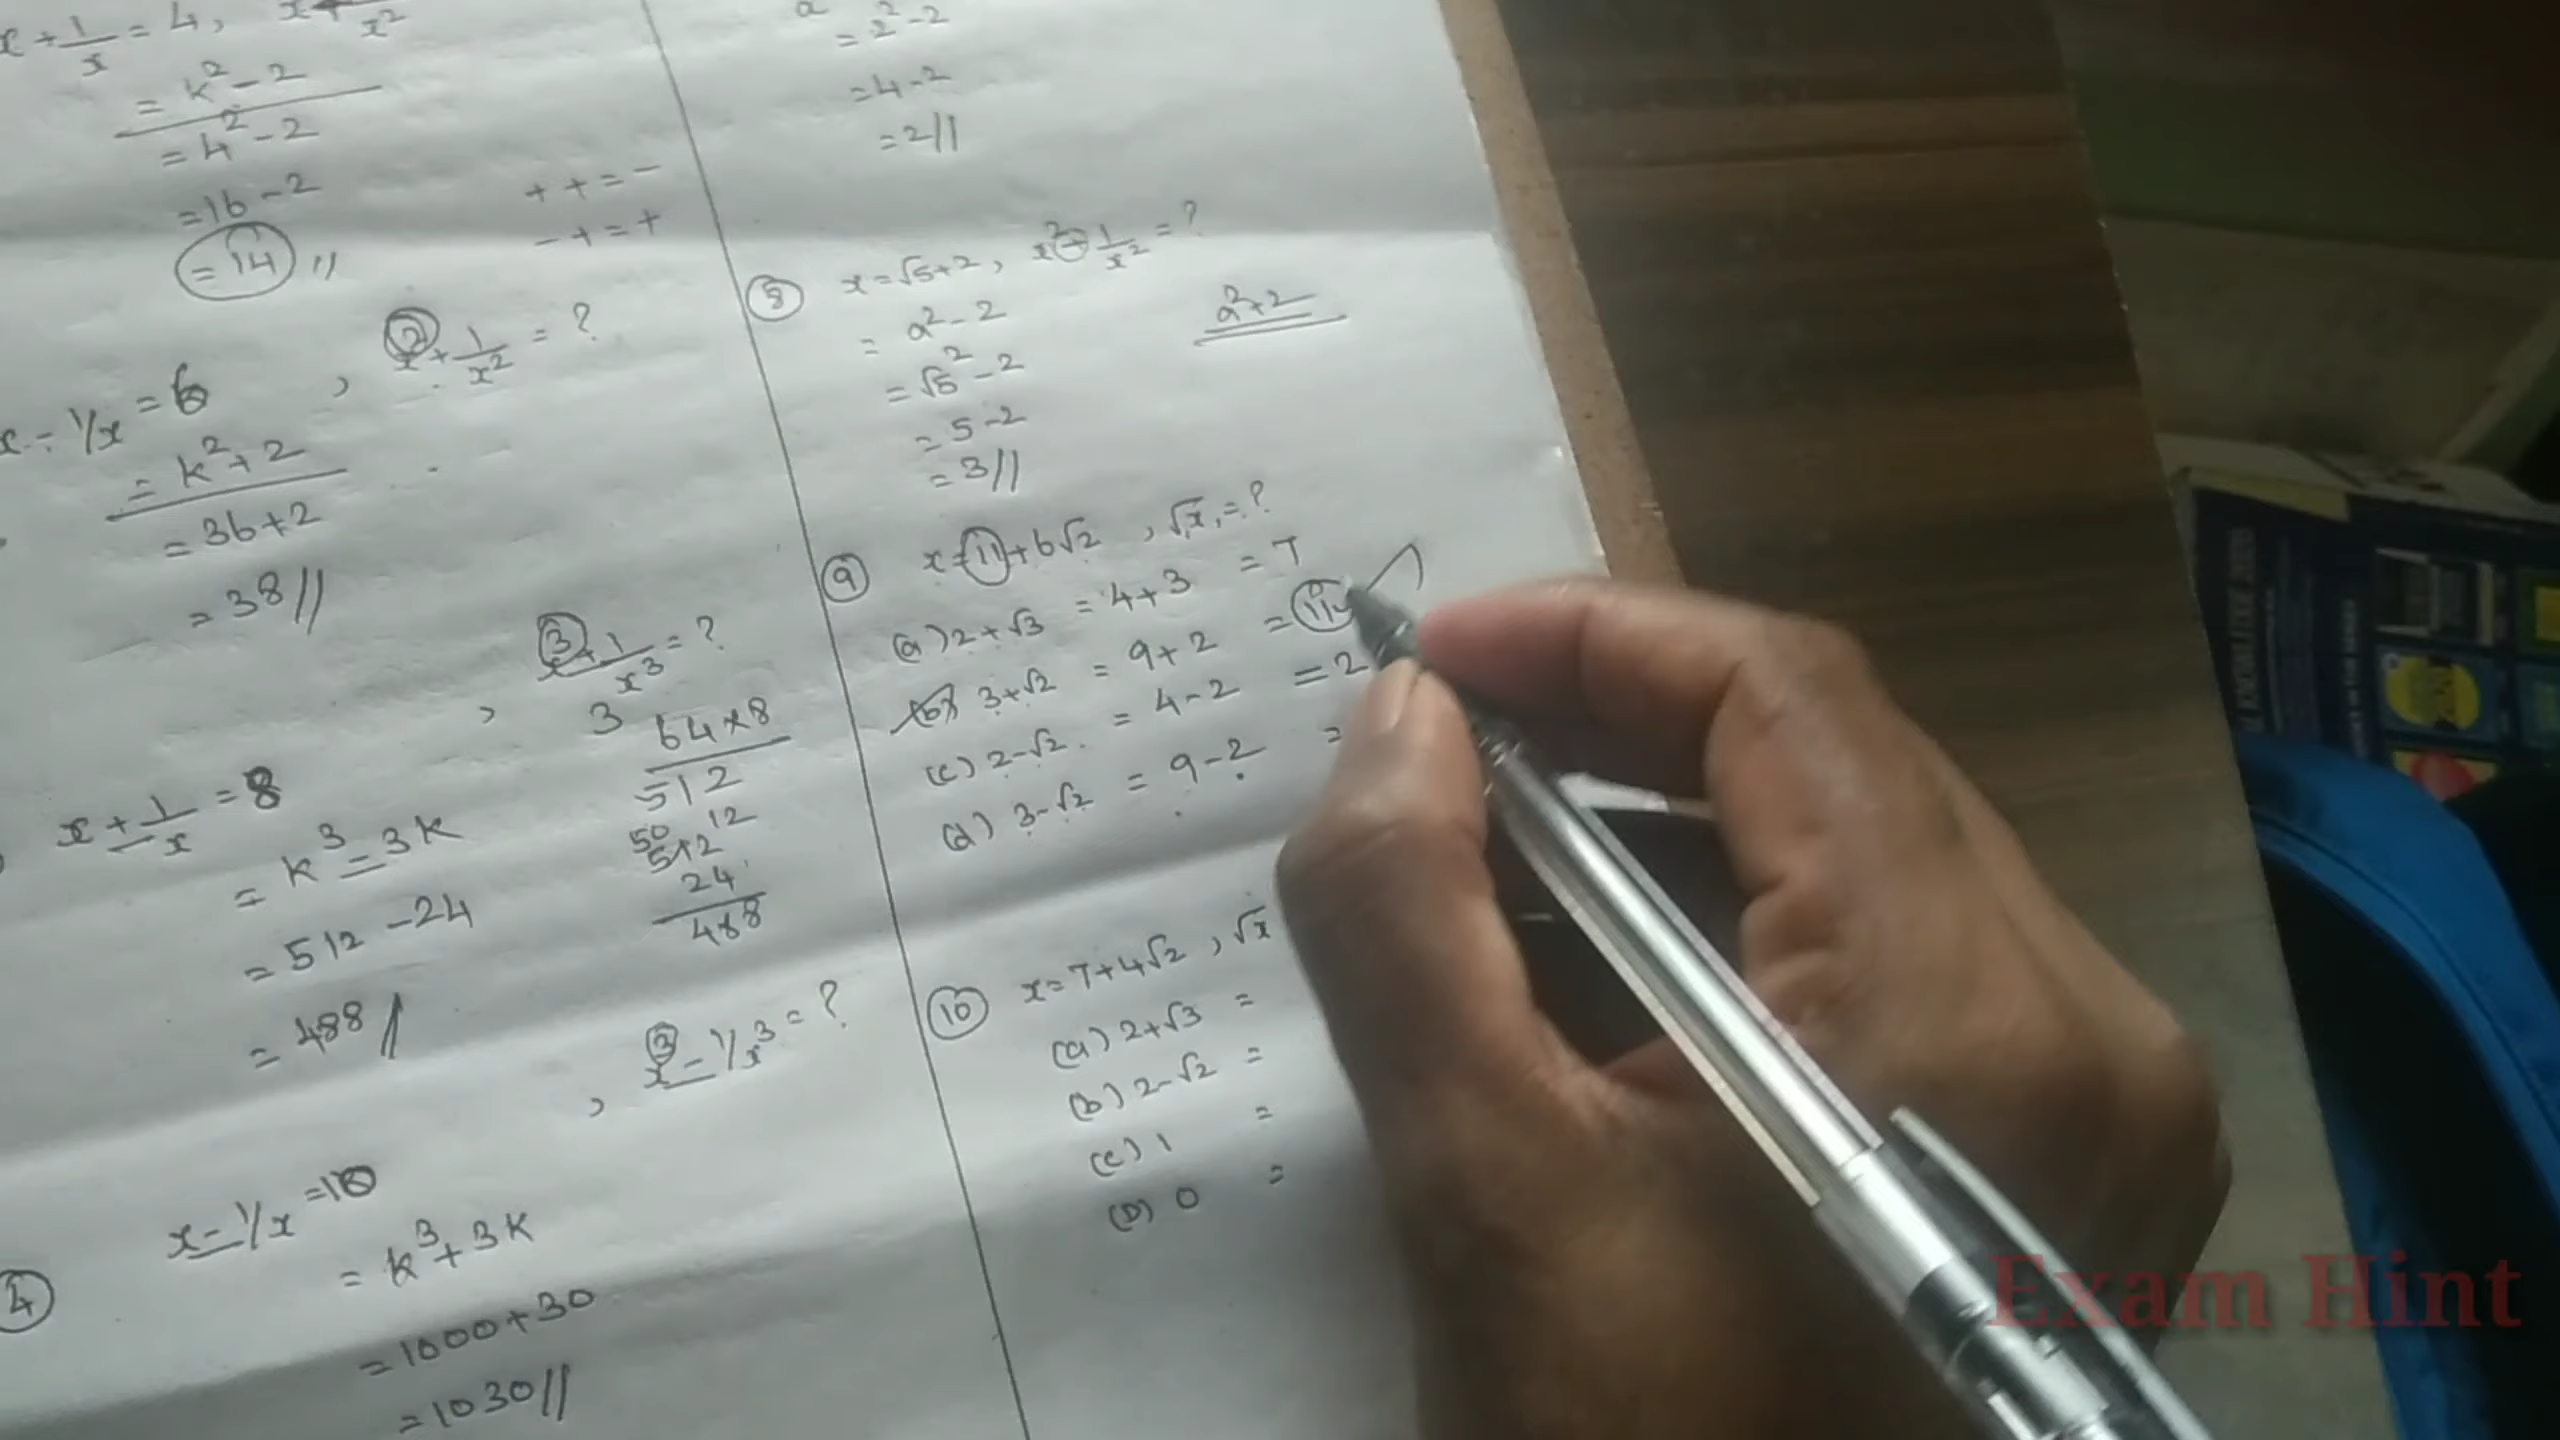 x + 1/x = 4, x + 1/x²
= k² - 2
= 4² - 2
= 16 - 2
= 14 //
+ + = -
- + = +
x - 1/x = 6 , x² + 1/x² = ?
= k² + 2
= 36 + 2
= 38 //
x + 1/x = 8 , x³ + 1/x³ = ?
= k³ - 3k
= 512 - 24
= 488 /
3
64 x 8
512
50 12
512
24
488
4 x - 1/x = 10 , x³ - 1/x³ = ?
= k³ + 3k
= 1000 + 30
= 1030 //
a
= 2² - 2
= 4 - 2
= 2 //
8 x = √5 + 2 , x² + 1/x² = ?
= a² - 2
a² + 2
= √5² - 2
= 5 - 2
= 3 //
9 x = 11 + 6√2 , √x = ?
(a) 2 + √3 = 4 + 3 = 7
(b) 3 + √2 = 9 + 2 = 11
(c) 2 - √2 = 4 - 2 = 2
(d) 3 - √2 = 9 - 2 =
10 x = 7 + 4√2 , √x
(a) 2 + √3 =
(b) 2 - √2 =
(c) 1 =
(D) 0 =
Exam Hint